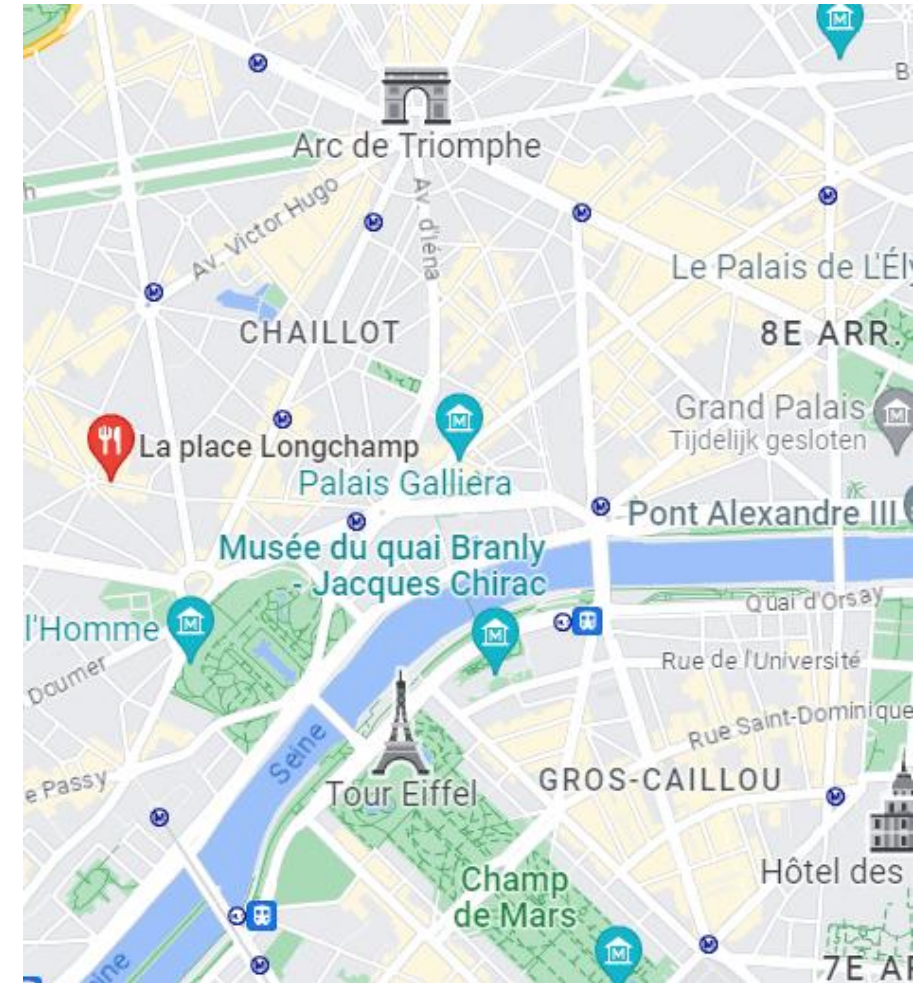 B
Arc de Triomphe
h
Av. Victor Hugo
Av. d'Iéna
Le Palais de L'Ély
CHAILLOT
8E ARR.
Grand Palais
Tijdelijk gesloten
La place Longchamp
Palais Galliera
Pont Alexandre III
Musée du quai Branly
- Jacques Chirac
Quai d'Orsay
l'Homme
Rue de l'Université
Doumer
Rue Saint-Dominique
Seine
e Passy
Tour Eiffel
GROS-CAILLOU
Hôtel des
Champ
de Mars
ine
7E AR